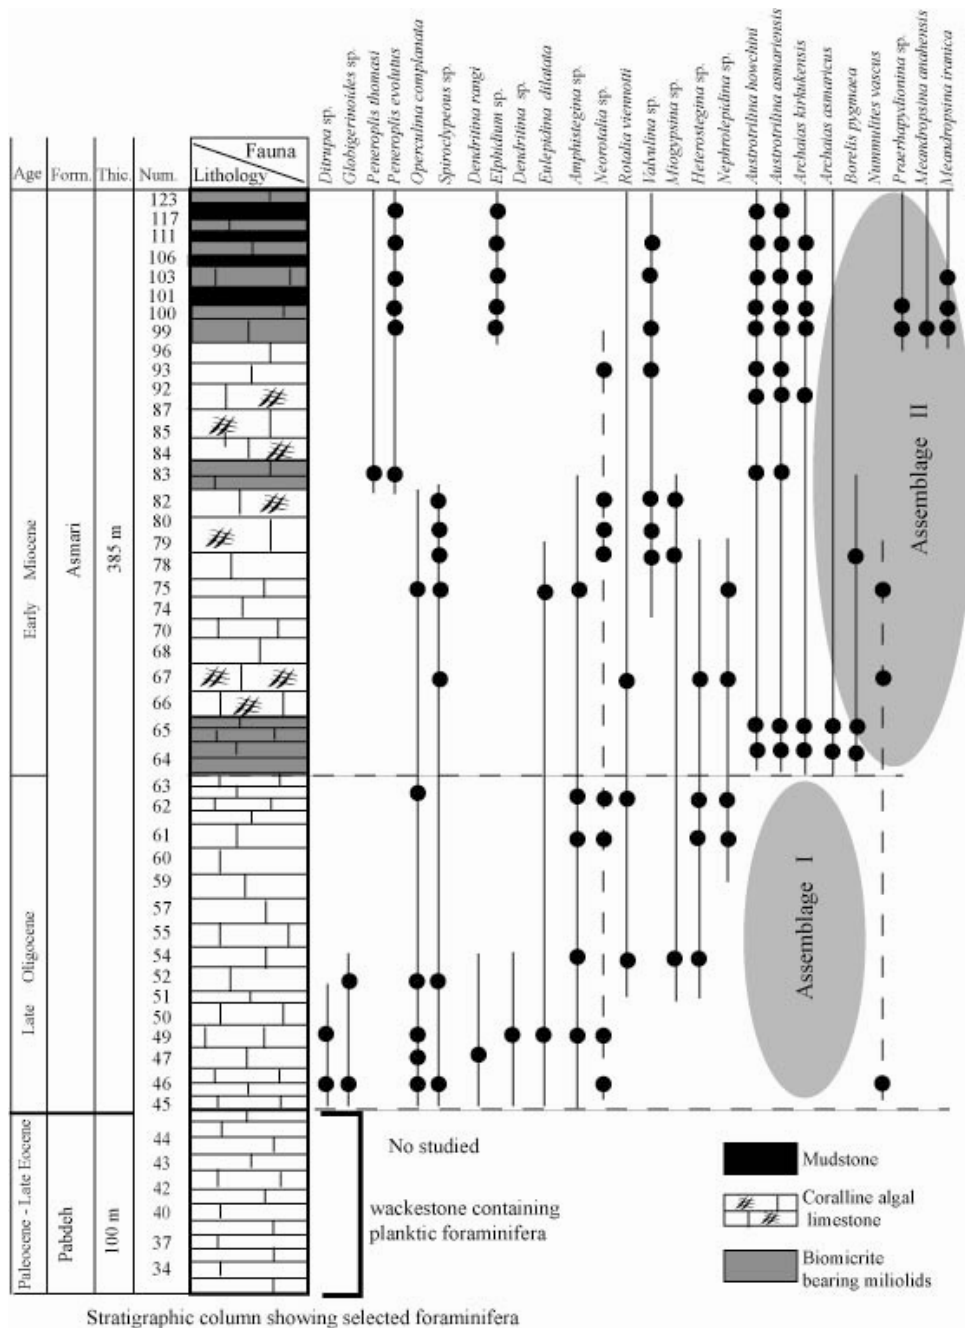 Ditrupa sp.
Globigerinoides sp.
Peneroplis thomasi
Peneroplis evolutus
Operculina complanata
Spiroclypeous sp.
Dendritina rangi
Elphidium sp.
Dendritina sp.
Eulepidina dilatata
Amphistegina sp.
Neorotalia sp.
Rotalia viennotti
Valvulina sp.
Miogypsina sp.
Heterostegina sp.
Nephrolepidina sp.
Austrotrilina howchini
Austrotrilina asmariensis
Archaias kirkukensis
Archaias asmaricus
Borelis pygmaea
Nummulites vascus
Praerhapydionina sp.
Meandropsina anahensis
Meandropsina iranica
Fauna
Age Form. Thic. Num. Lithology
123
117
111
106
103
101
100
99
96
93
92
87
85
84
83
82
80
79
78
75
74
70
68
67
66
65
64
63
62
61
60
59
57
55
54
52
51
50
49
47
46
45
44
43
42
40
37
34
Early Miocene
Late Oligocene
Paleocene - Late Eocene
Asmari
Pabdeh
385 m
100 m
Assemblage II
Assemblage I
No studied
wackestone containing
planktic foraminifera
Mudstone
Coralline algal
limestone
Biomicrite
bearing miliolids
Stratigraphic column showing selected foraminifera